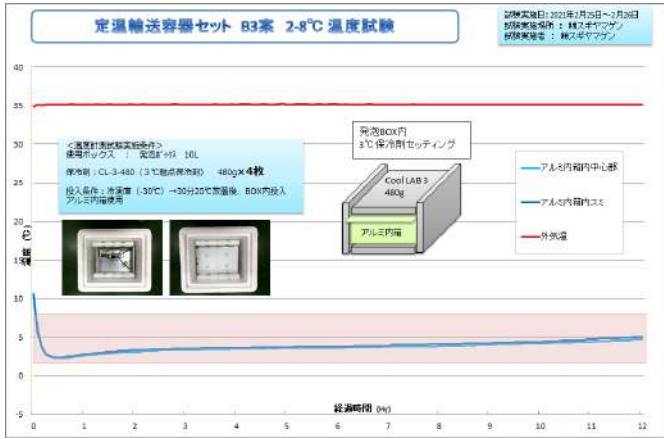 定温輸送容器セット B3案 2-8℃ 温度試験
試験実施日:2021年2月25日~2月26日
試験実施場所 : ㈱スギヤマゲン
試験実施者 : ㈱スギヤマゲン
<温度計測試験実施条件>
使用ボックス : 発泡ボックス 10L
保冷剤:CL-3-480(3℃融点保冷剤) 480g×4枚
投入条件:冷凍庫(-30℃)→30分20℃放置後、BOX内投入
アルミ内箱使用
発泡BOX内
3℃保冷剤セッティング
Cool LAB 3
480g
アルミ内箱
アルミ内箱内中心部
アルミ内箱内スミ
外気温
40
35
30
25
20
15
10
5
0
-5
0 1 2 3 4 5 6 7 8 9 10 11 12
経過時間 (Hr)